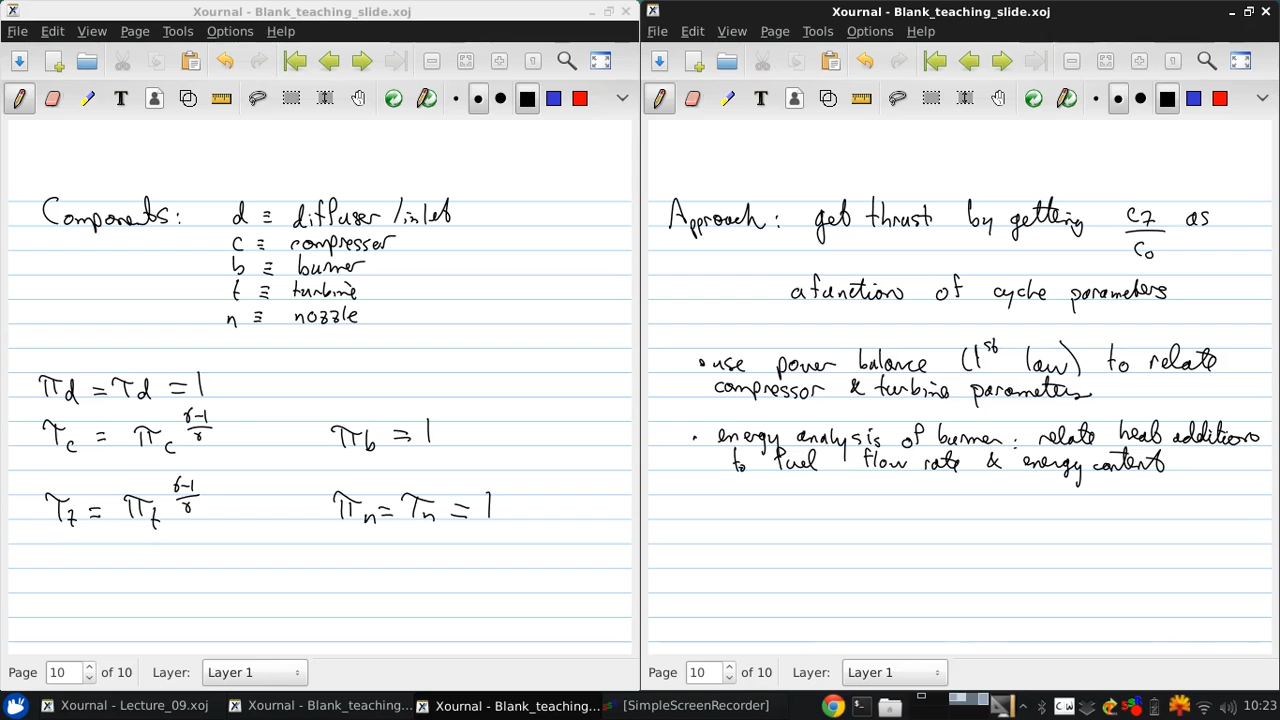 Xournal - Blank_teaching_slide.xoj
File Edit View Page Tools Options Help
Components: d ≡ diffuser / inlet
c ≡ compressor
b ≡ burner
t ≡ turbine
n ≡ nozzle
πd = τd = 1
τc = πc^(γ-1)/γ πb = 1
τt = πt^(γ-1)/γ πn = τn = 1
Page 10 of 10 Layer: Layer 1
Xournal - Blank_teaching_slide.xoj
File Edit View Page Tools Options Help
Approach: get thrust by getting c7/c0 as
a function of cycle parameters
• use power balance (1st law) to relate
compressor & turbine parameters
• energy analysis of burner: relate heat addition
to fuel flow rate & energy content
Page 10 of 10 Layer: Layer 1
Xournal - Lecture_09.xoj Xournal - Blank_teaching... Xournal - Blank_teaching... [SimpleScreenRecorder] 10:23